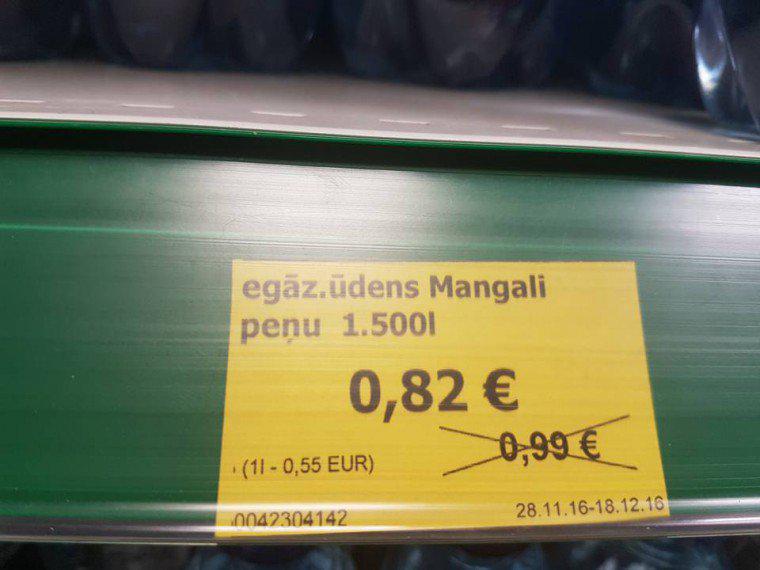 egāz.ūdens Mangali
peņu 1.500l
0,82 €
0,99 €
(1l - 0,55 EUR)
0042304142 28.11.16-18.12.16